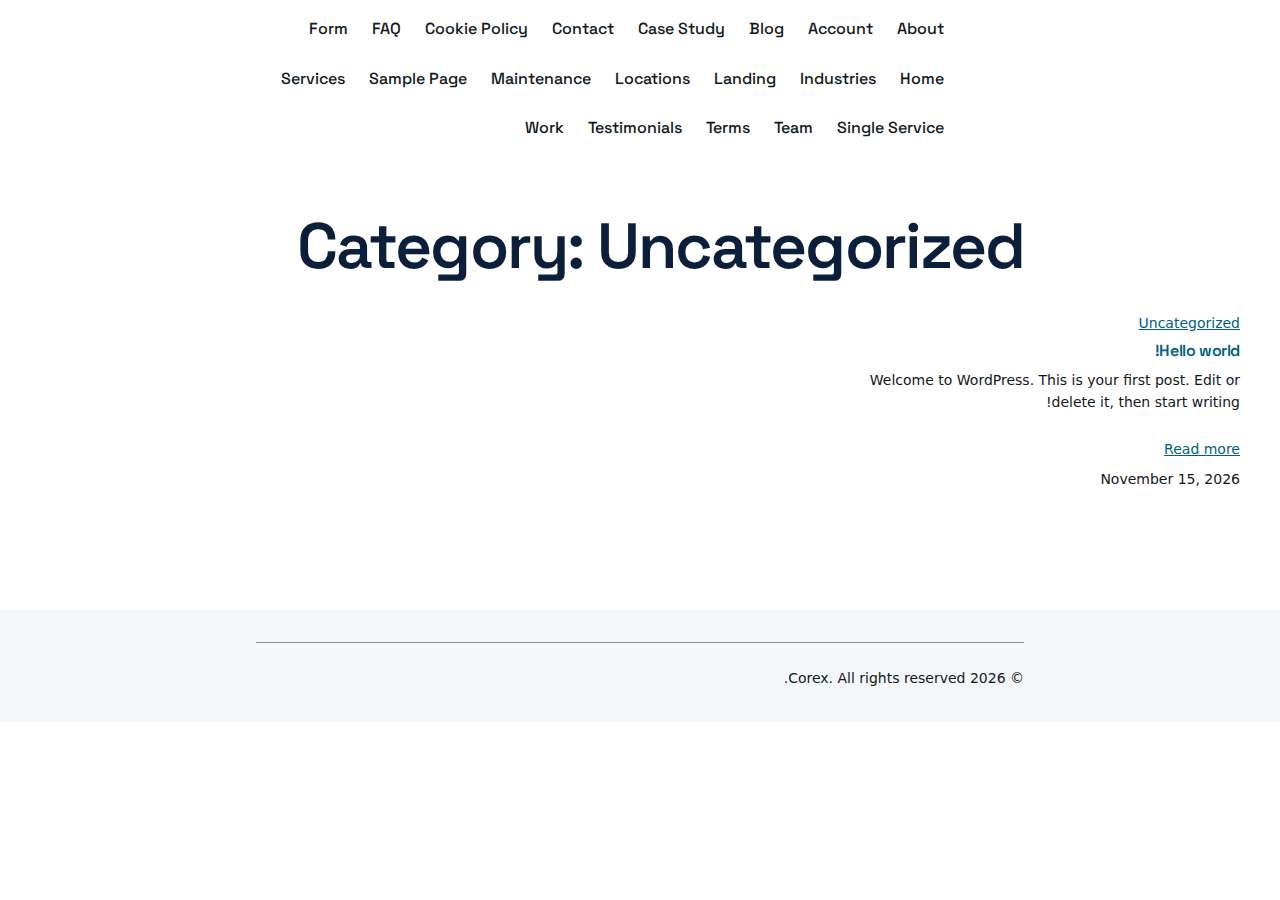 About Account Blog Case Study Contact Cookie Policy FAQ Form
Home Industries Landing Locations Maintenance Sample Page Services
Single Service Team Terms Testimonials Work
Category: Uncategorized
Uncategorized
Hello world!
Welcome to WordPress. This is your first post. Edit or
delete it, then start writing!
Read more
November 15, 2026
© 2026 Corex. All rights reserved.